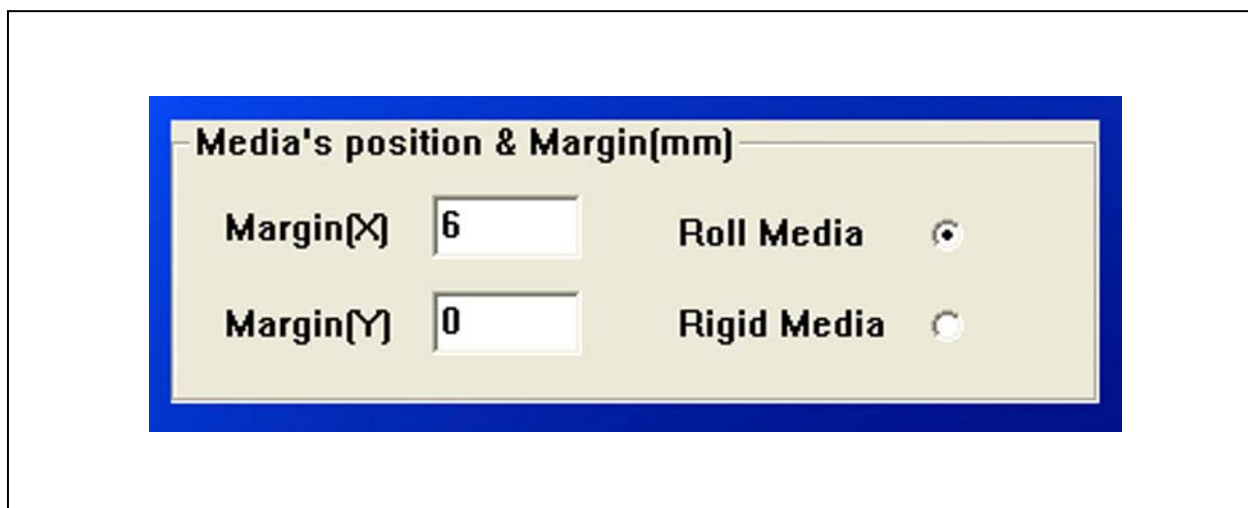 Media's position & Margin(mm)
Margin(X) 6 Roll Media
Margin(Y) 0 Rigid Media